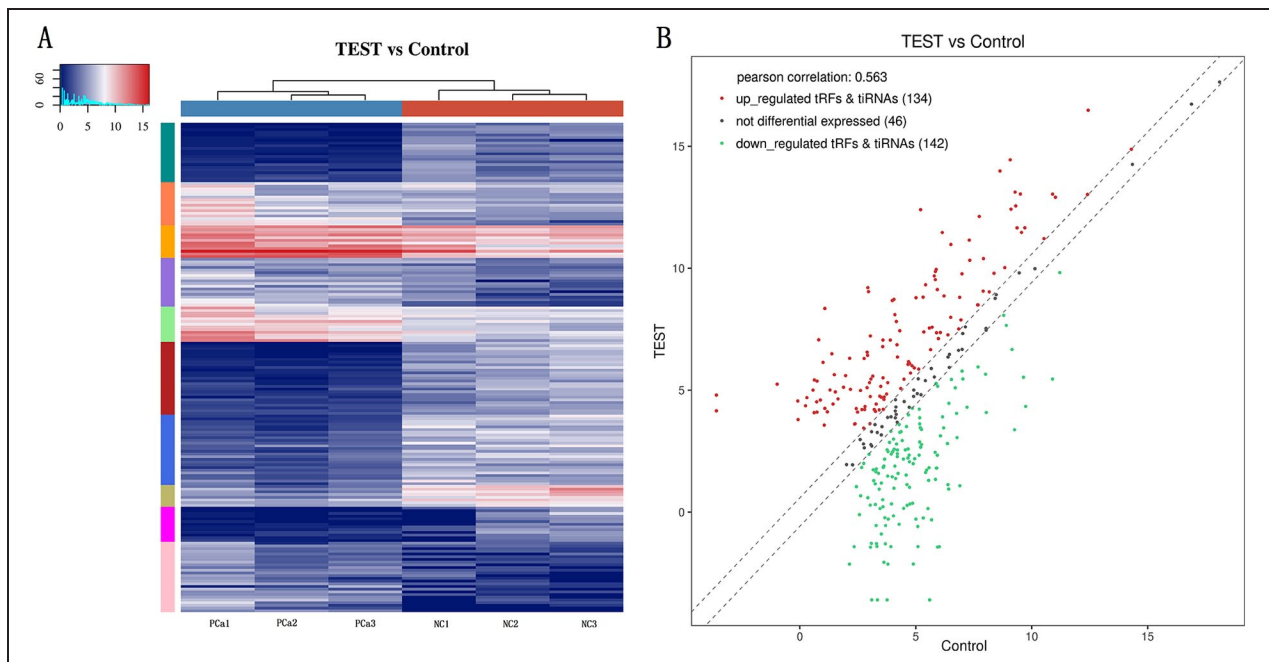 A
TEST vs Control
0 20 40 60
0 5 10 15
PCa1 PCa2 PCa3 NC1 NC2 NC3
B
TEST vs Control
pearson correlation: 0.563
up_regulated tRFs & tiRNAs (134)
not differential expressed (46)
down_regulated tRFs & tiRNAs (142)
15
10
5
0
TEST
0 5 10 15
Control